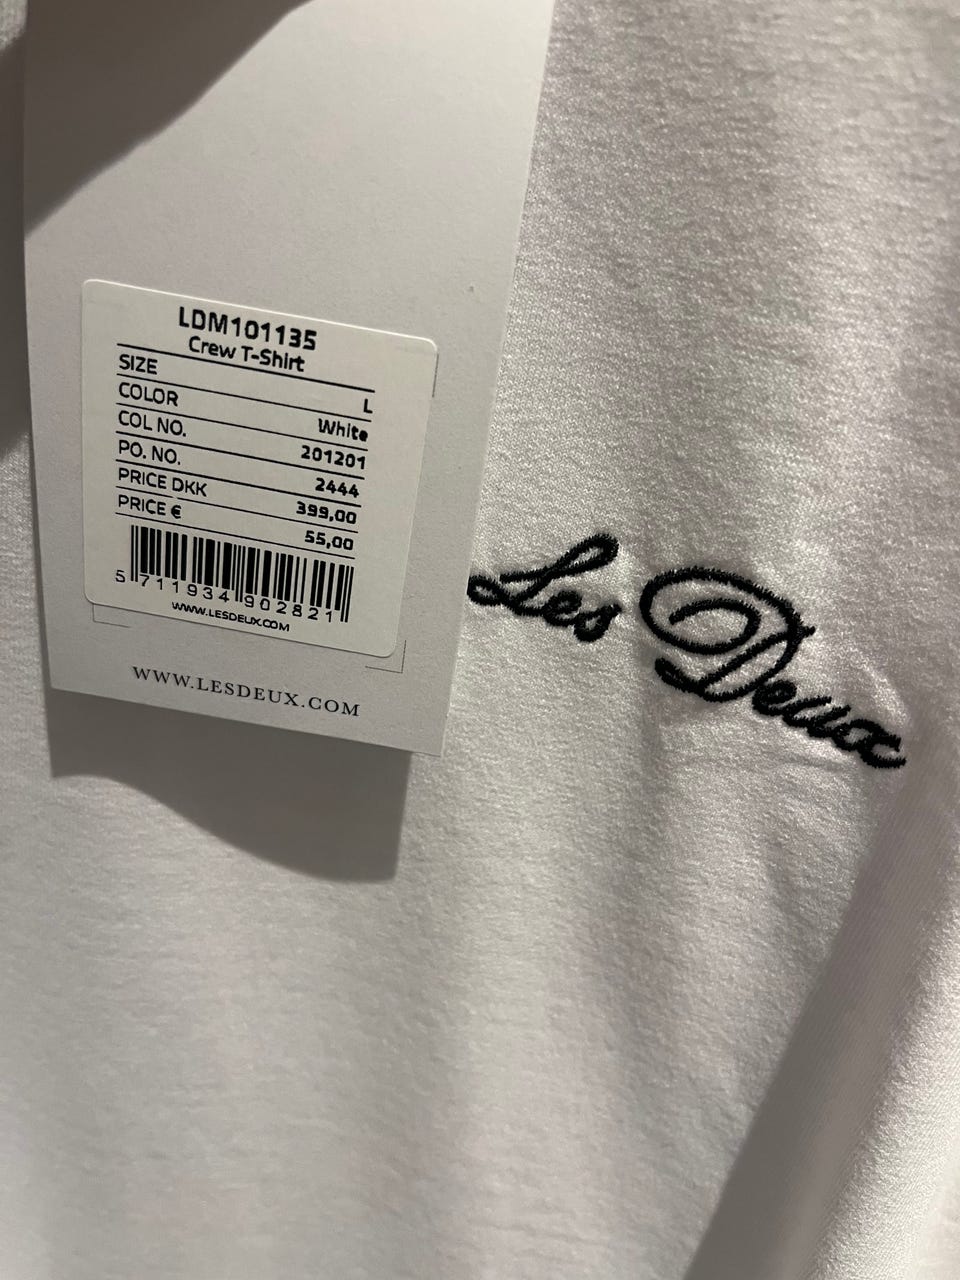 LDM101135
Crew T-Shirt
SIZE L
COLOR White
COL NO. 201201
PO. NO. 2444
PRICE DKK 399,00
PRICE € 55,00
5 711934 902821
WWW.LESDEUX.COM
WWW.LESDEUX.COM
Les Deux